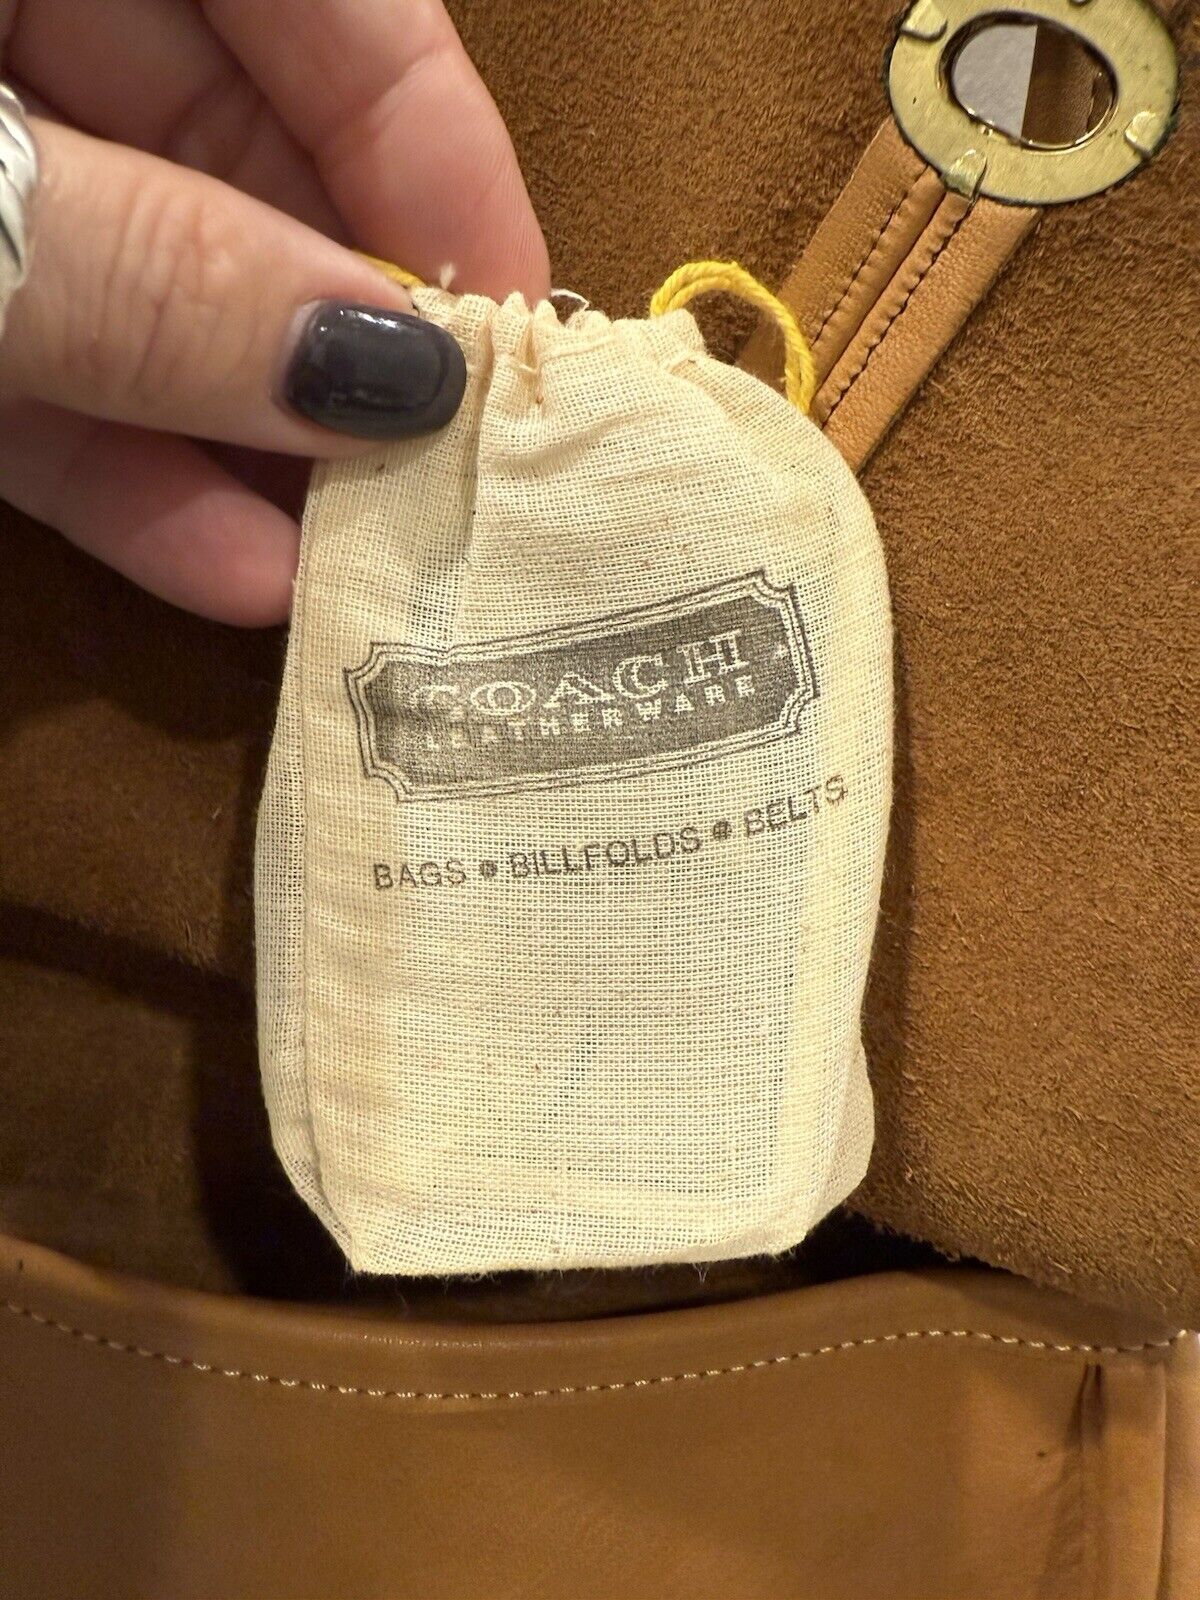 COACH
LEATHERWARE
BAGS • BILLFOLDS • BELTS